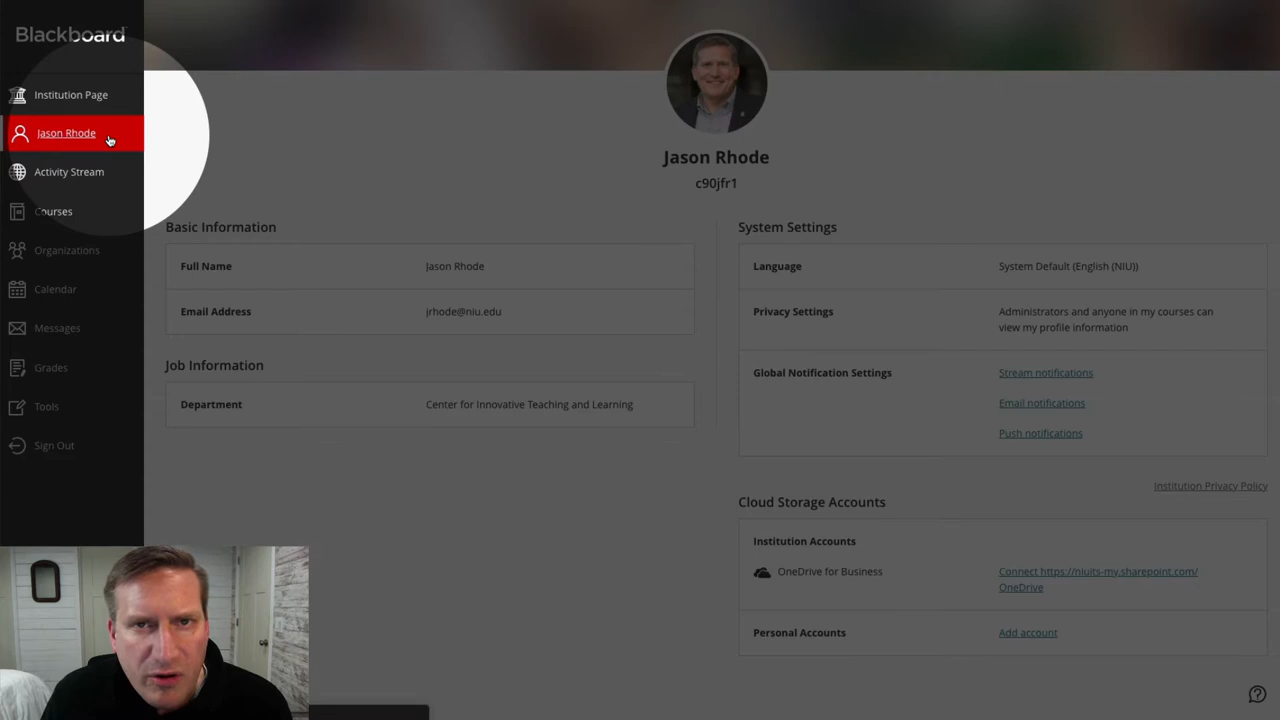 Blackboard
Institution Page
Jason Rhode
Activity Stream
Courses
Organizations
Calendar
Messages
Grades
Tools
Sign Out
Jason Rhode
c90jfr1
Basic Information
Full Name Jason Rhode
Email Address jrhode@niu.edu
Job Information
Department Center for Innovative Teaching and Learning
System Settings
Language System Default (English (NIU))
Privacy Settings Administrators and anyone in my courses can
view my profile information
Global Notification Settings Stream notifications
Email notifications
Push notifications
Institution Privacy Policy
Cloud Storage Accounts
Institution Accounts
OneDrive for Business Connect https://niuits-my.sharepoint.com/
OneDrive
Personal Accounts Add account